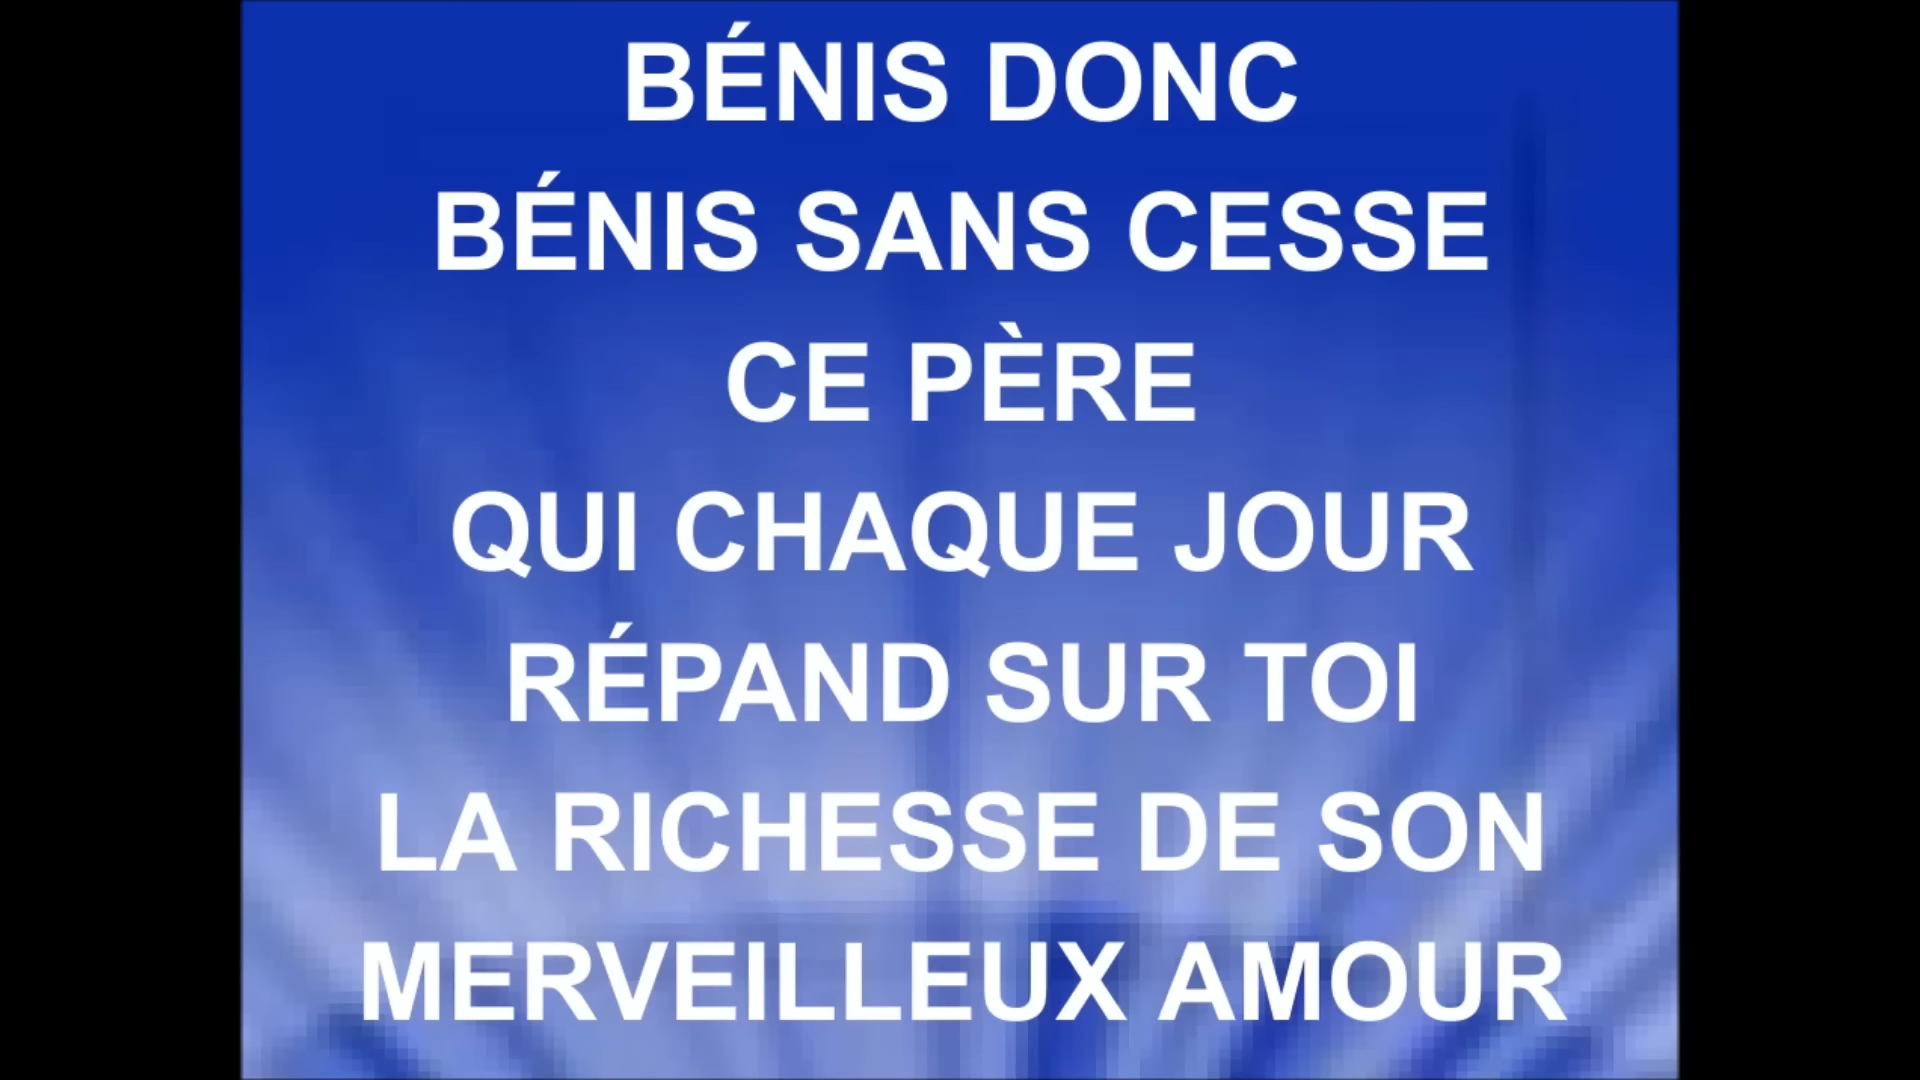 BÉNIS DONC
BÉNIS SANS CESSE
CE PÈRE
QUI CHAQUE JOUR
RÉPAND SUR TOI
LA RICHESSE DE SON
MERVEILLEUX AMOUR